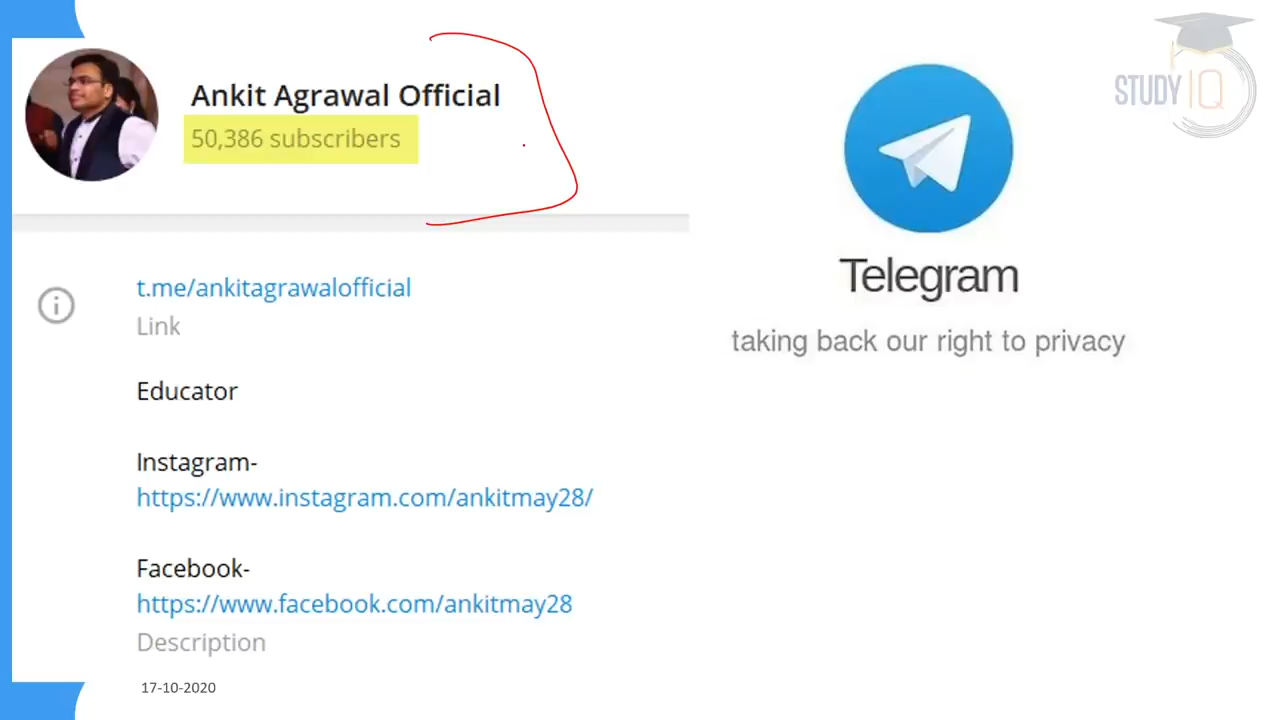 Ankit Agrawal Official
50,386 subscribers
t.me/ankitagrawalofficial
Link
Educator
Instagram-
https://www.instagram.com/ankitmay28/
Facebook-
https://www.facebook.com/ankitmay28
Description
17-10-2020
Telegram
taking back our right to privacy
STUDY IQ